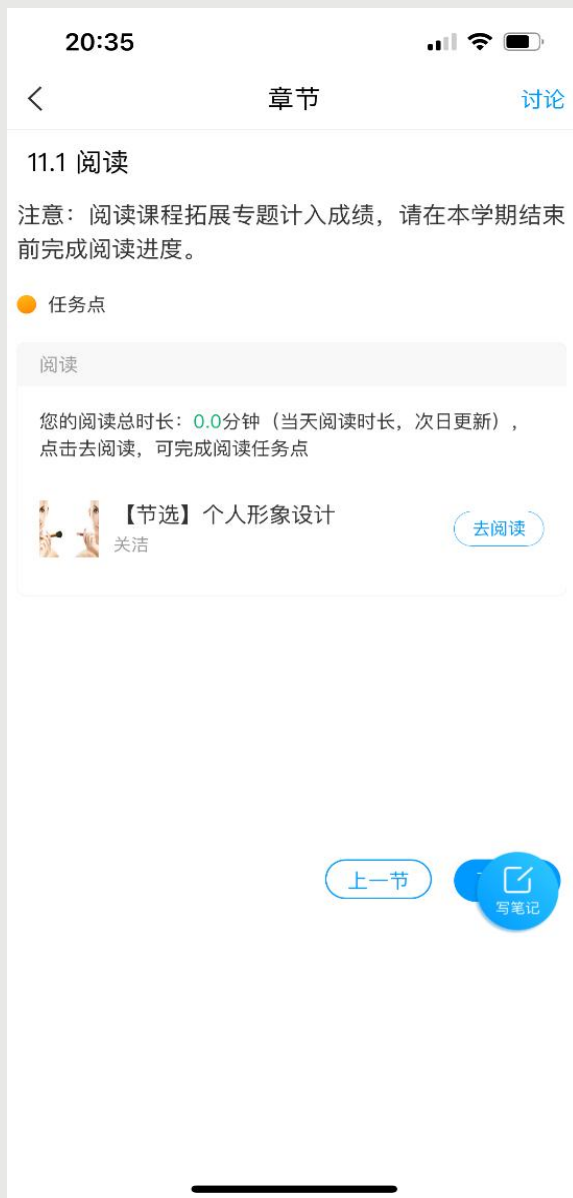 20:35
章节
讨论
11.1 阅读
注意：阅读课程拓展专题计入成绩，请在本学期结束
前完成阅读进度。
任务点
阅读
您的阅读总时长：0.0分钟（当天阅读时长，次日更新），
点击去阅读，可完成阅读任务点
【节选】个人形象设计
关洁
去阅读
上一节
写笔记